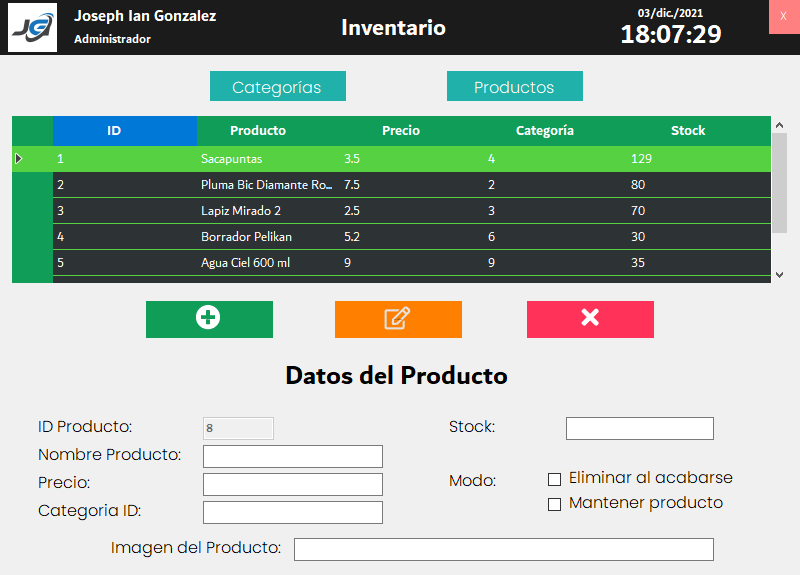 JG
Joseph Ian Gonzalez
Administrador
Inventario
03/dic./2021
18:07:29
X
Categorías
Productos
ID Producto Precio Categoría Stock
1 Sacapuntas 3.5 4 129
2 Pluma Bic Diamante Ro... 7.5 2 80
3 Lapiz Mirado 2 2.5 3 70
4 Borrador Pelikan 5.2 6 30
5 Agua Ciel 600 ml 9 9 35
Datos del Producto
ID Producto: 8
Stock:
Nombre Producto:
Precio:
Modo:
Eliminar al acabarse
Mantener producto
Categoria ID:
Imagen del Producto: